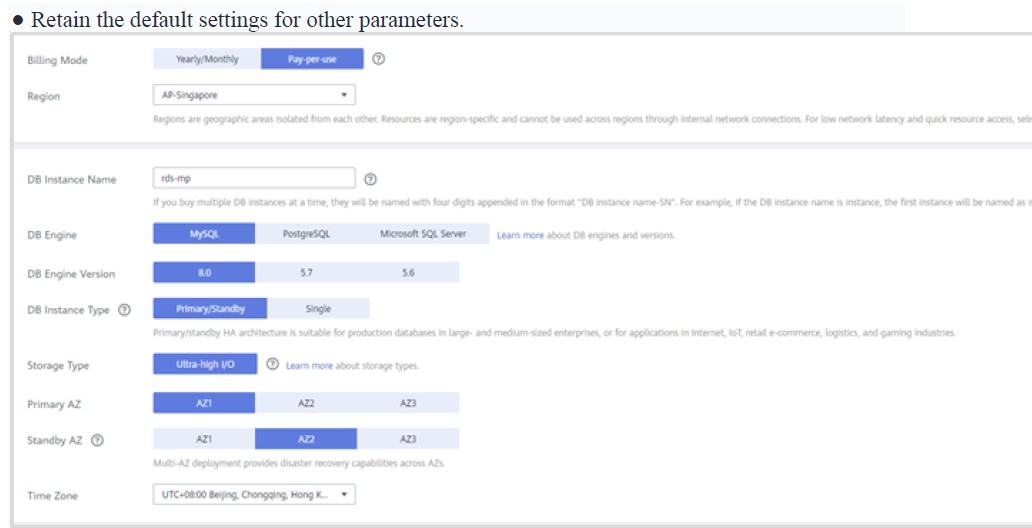 ● Retain the default settings for other parameters.
Billing Mode Yearly/Monthly Pay-per-use ?
Region AP-Singapore
Regions are geographic areas isolated from each other. Resources are region-specific and cannot be used across regions through internal network connections. For low network latency and quick resource access, sele
DB Instance Name rds-mp ?
If you buy multiple DB instances at a time, they will be named with four digits appended in the format "DB instance name-SN". For example, if the DB instance name is instance, the first instance will be named as
DB Engine MySQL PostgreSQL Microsoft SQL Server Learn more about DB engines and versions.
DB Engine Version 8.0 5.7 5.6
DB Instance Type ? Primary/Standby Single
Primary/standby HA architecture is suitable for production databases in large- and medium-sized enterprises, or for applications in Internet, IoT, retail e-commerce, logistics, and gaming industries.
Storage Type Ultra-high I/O ? Learn more about storage types.
Primary AZ AZ1 AZ2 AZ3
Standby AZ ? AZ1 AZ2 AZ3
Multi-AZ deployment provides disaster recovery capabilities across AZs.
Time Zone UTC+08:00 Beijing, Chongqing, Hong K...